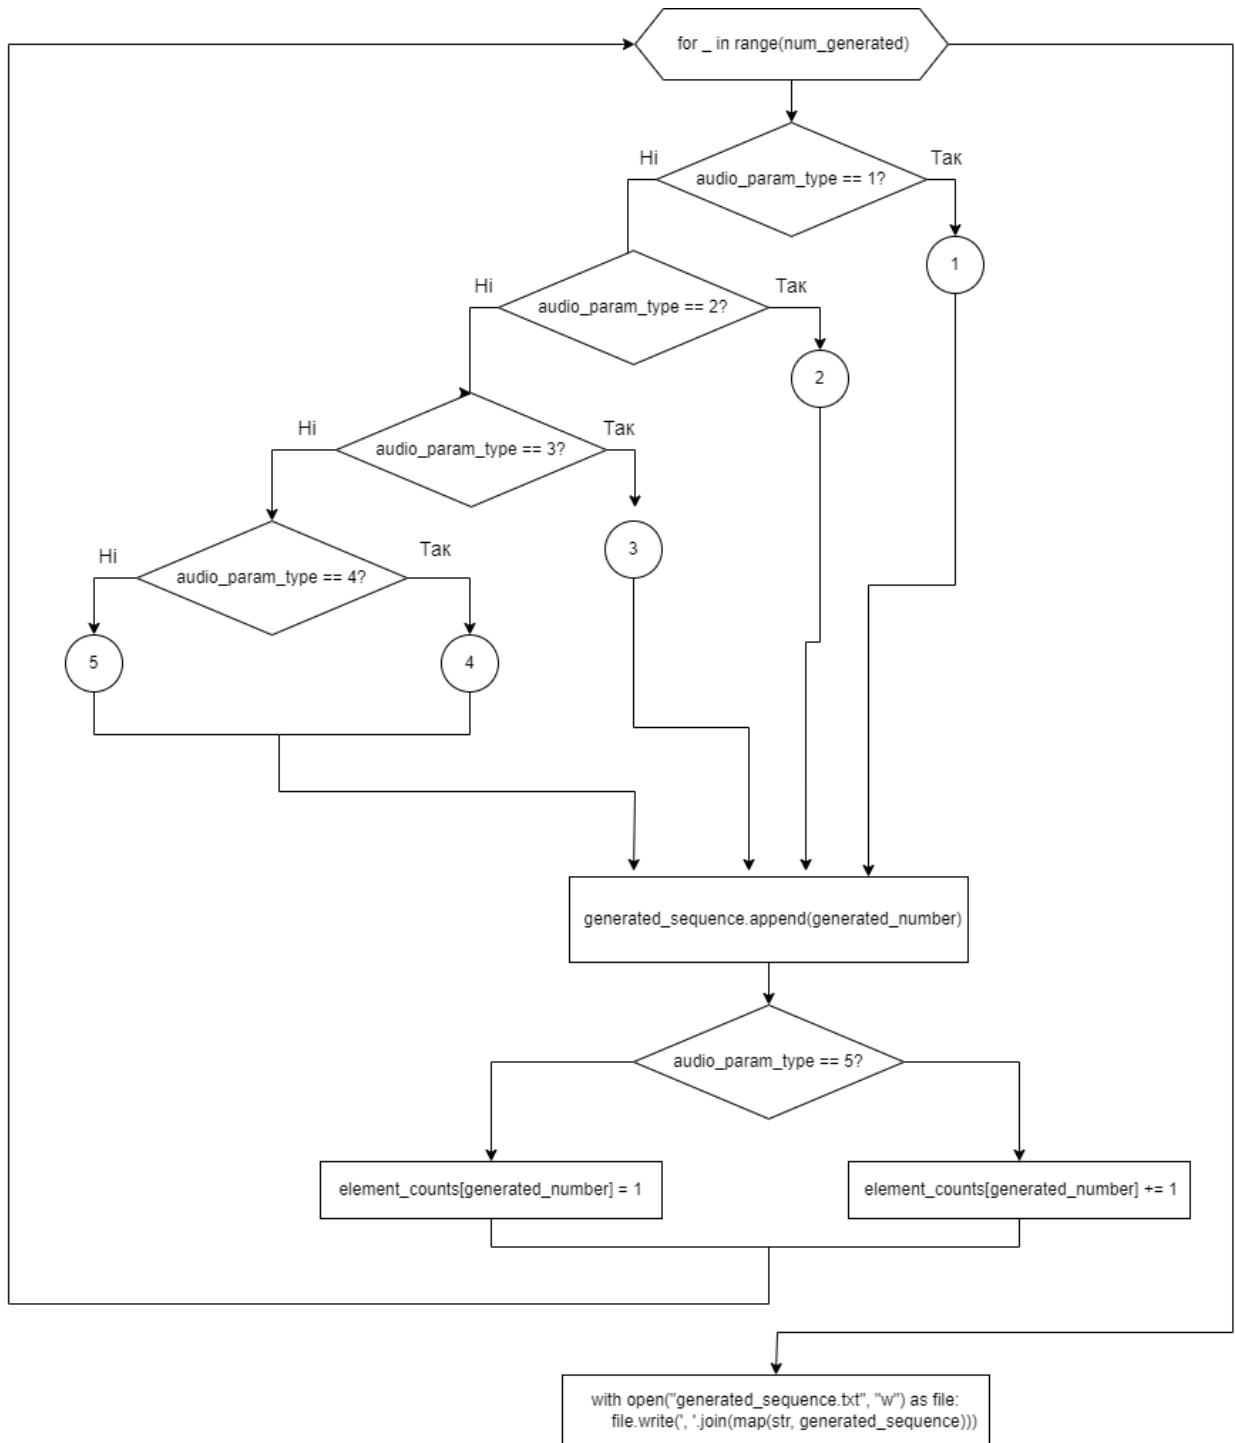 for _ in range(num_generated)
Ні
Так
audio_param_type == 1?
1
Ні
Так
audio_param_type == 2?
2
Ні
Так
audio_param_type == 3?
3
Ні
Так
audio_param_type == 4?
5
4
generated_sequence.append(generated_number)
audio_param_type == 5?
element_counts[generated_number] = 1
element_counts[generated_number] += 1
with open("generated_sequence.txt", "w") as file:
file.write(', '.join(map(str, generated_sequence)))